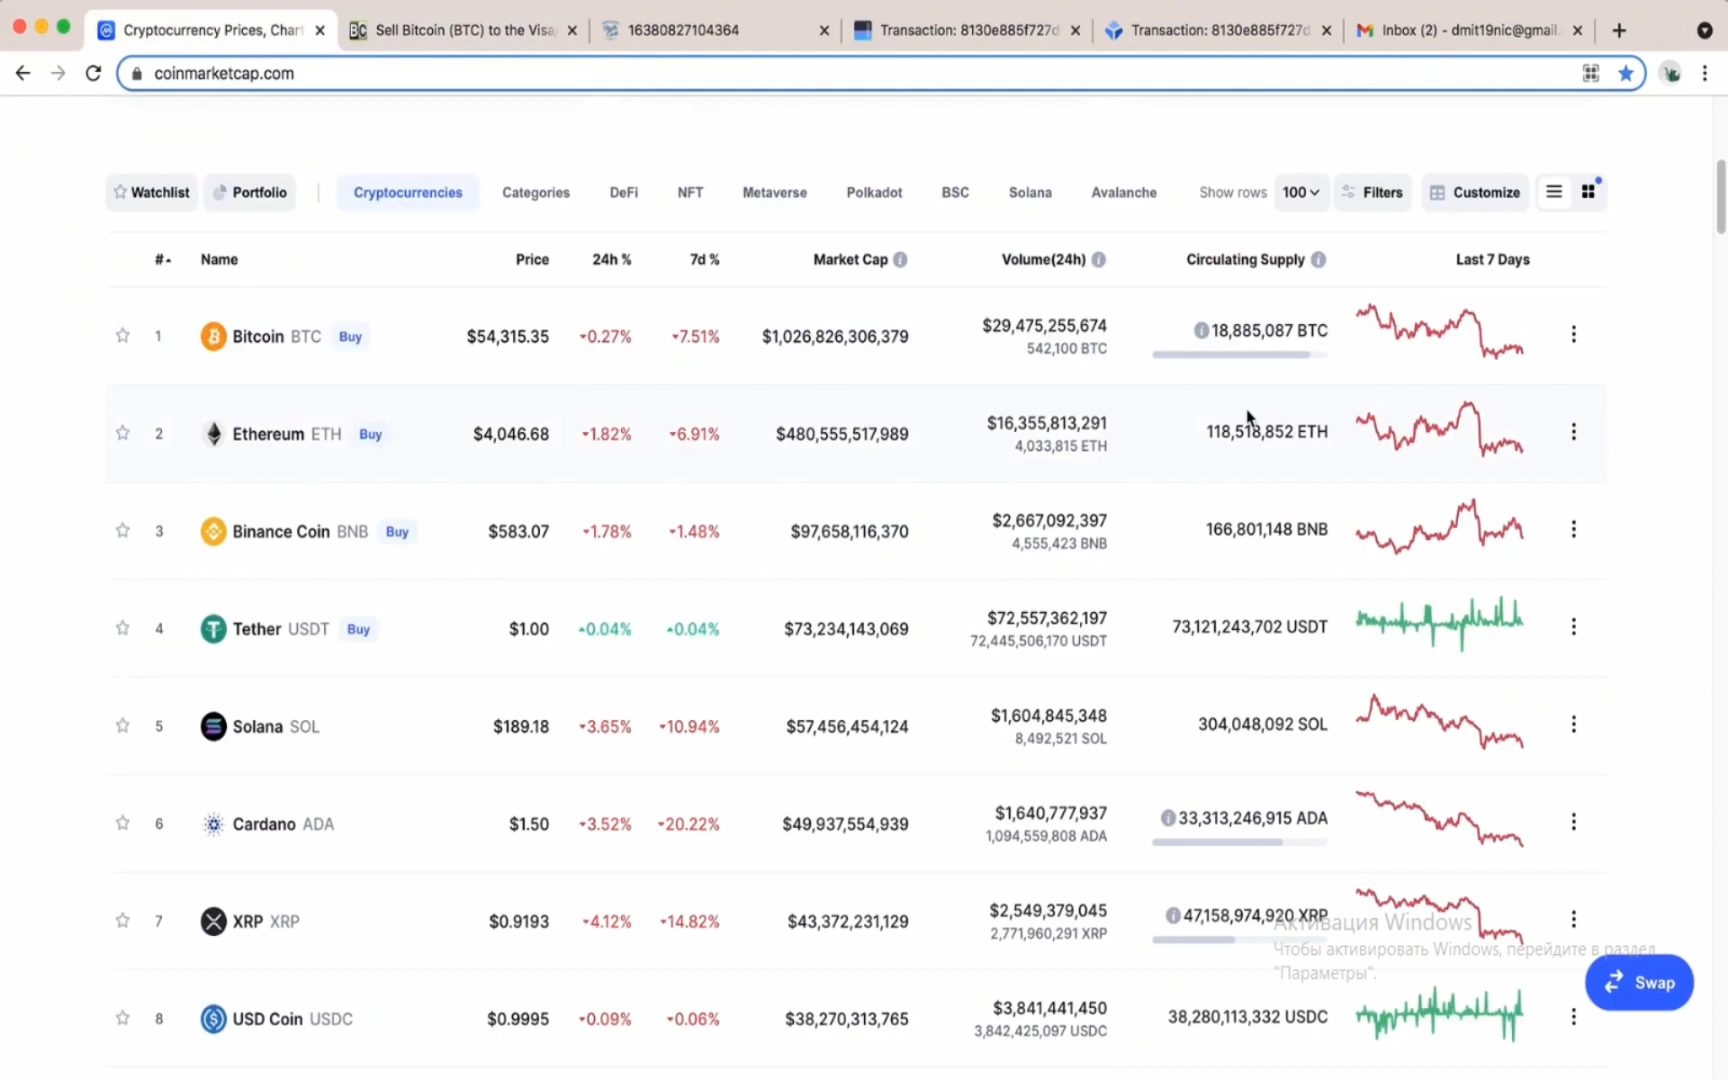 Cryptocurrency Prices, Chart
Sell Bitcoin (BTC) to the Visa/
16380827104364
Transaction: 8130e885f727d
Transaction: 8130e885f727d
Inbox (2) - dmit19nic@gmail.
coinmarketcap.com
Watchlist Portfolio Cryptocurrencies Categories DeFi NFT Metaverse Polkadot BSC Solana Avalanche Show rows 100 Filters Customize
# Name Price 24h % 7d % Market Cap Volume(24h) Circulating Supply Last 7 Days
1 Bitcoin BTC Buy $54,315.35 0.27% 7.51% $1,026,826,306,379 $29,475,255,674 18,885,087 BTC
542,100 BTC
2 Ethereum ETH Buy $4,046.68 1.82% 6.91% $480,555,517,989 $16,355,813,291 118,518,852 ETH
4,033,815 ETH
3 Binance Coin BNB Buy $583.07 1.78% 1.48% $97,658,116,370 $2,667,092,397 166,801,148 BNB
4,555,423 BNB
4 Tether USDT Buy $1.00 0.04% 0.04% $73,234,143,069 $72,557,362,197 73,121,243,702 USDT
72,445,506,170 USDT
5 Solana SOL $189.18 3.65% 10.94% $57,456,454,124 $1,604,845,348 304,048,092 SOL
8,492,521 SOL
6 Cardano ADA $1.50 3.52% 20.22% $49,937,554,939 $1,640,777,937 33,313,246,915 ADA
1,094,559,808 ADA
7 XRP XRP $0.9193 4.12% 14.82% $43,372,231,129 $2,549,379,045 47,158,974,920 XRP
2,771,960,291 XRP
Активация Windows
Чтобы активировать Windows, перейдите в раздел
"Параметры".
Swap
8 USD Coin USDC $0.9995 0.09% 0.06% $38,270,313,765 $3,841,441,450 38,280,113,332 USDC
3,842,425,097 USDC